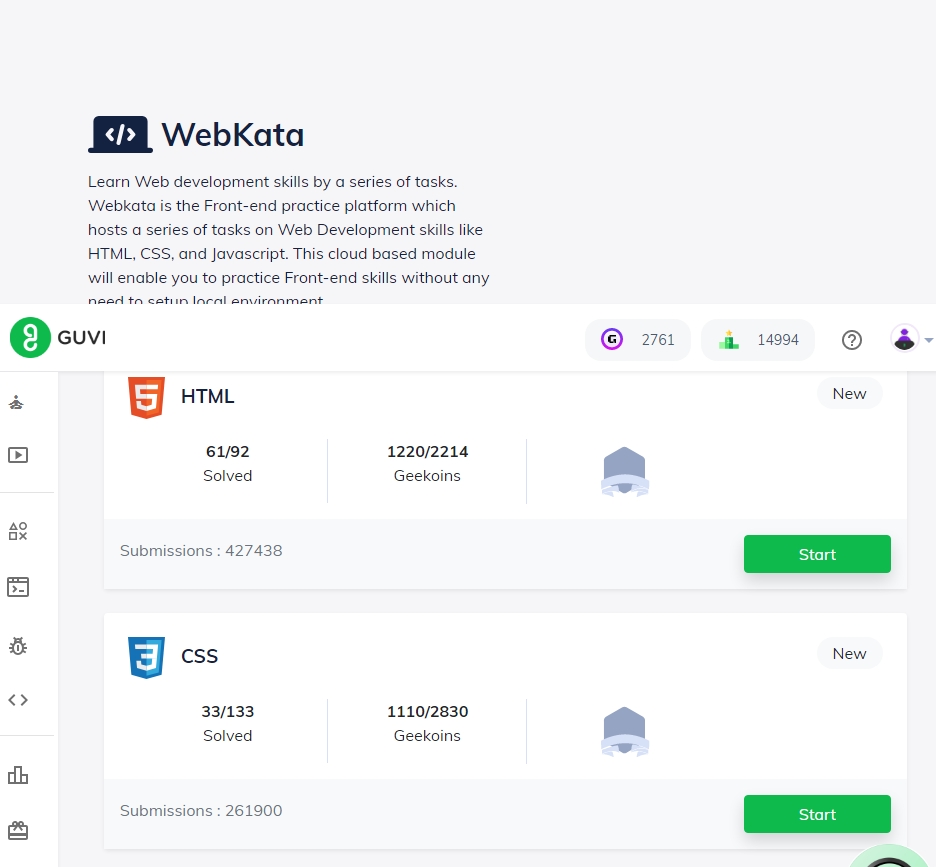 WebKata
Learn Web development skills by a series of tasks.
Webkata is the Front-end practice platform which
hosts a series of tasks on Web Development skills like
HTML, CSS, and Javascript. This cloud based module
will enable you to practice Front-end skills without any
need to setup local environment.
GUVI
2761
14994
HTML
New
61/92
1220/2214
Solved
Geekoins
Submissions : 427438
Start
CSS
New
33/133
1110/2830
Solved
Geekoins
Submissions : 261900
Start